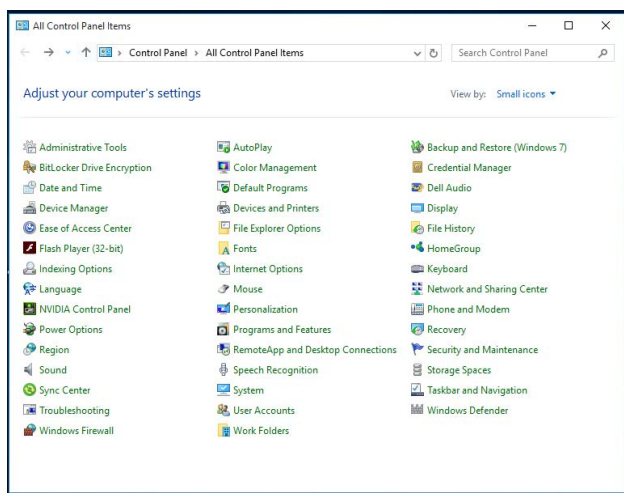 All Control Panel Items
Control Panel > All Control Panel Items
Search Control Panel
Adjust your computer's settings
View by: Small icons
Administrative Tools
AutoPlay
Backup and Restore (Windows 7)
BitLocker Drive Encryption
Color Management
Credential Manager
Date and Time
Default Programs
Dell Audio
Device Manager
Devices and Printers
Display
Ease of Access Center
File Explorer Options
File History
Flash Player (32-bit)
Fonts
HomeGroup
Indexing Options
Internet Options
Keyboard
Language
Mouse
Network and Sharing Center
NVIDIA Control Panel
Personalization
Phone and Modem
Power Options
Programs and Features
Recovery
Region
RemoteApp and Desktop Connections
Security and Maintenance
Sound
Speech Recognition
Storage Spaces
Sync Center
System
Taskbar and Navigation
Troubleshooting
User Accounts
Windows Defender
Windows Firewall
Work Folders